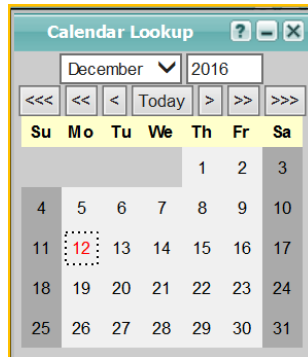 Calendar Lookup ? - X
December 2016
<<< << < Today > >> >>>
Su Mo Tu We Th Fr Sa
1 2 3
4 5 6 7 8 9 10
11 12 13 14 15 16 17
18 19 20 21 22 23 24
25 26 27 28 29 30 31